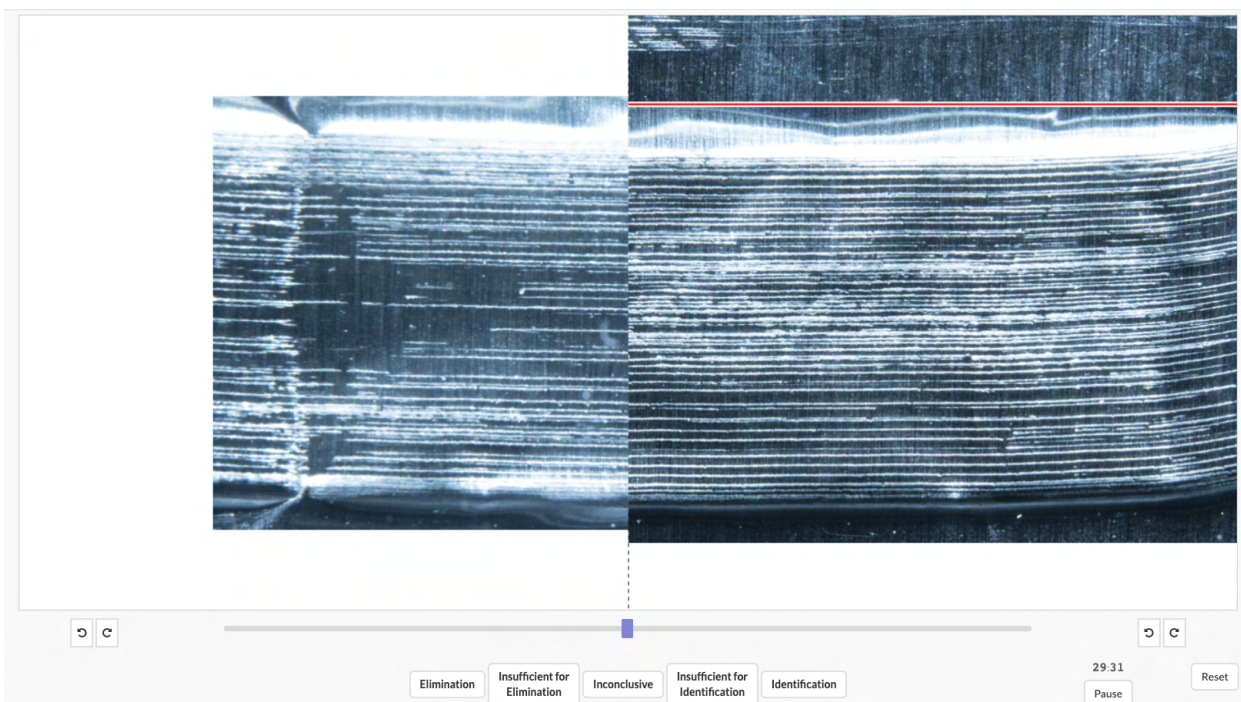 Elimination
Insufficient for
Elimination
Inconclusive
Insufficient for
Identification
Identification
29:31
Pause
Reset